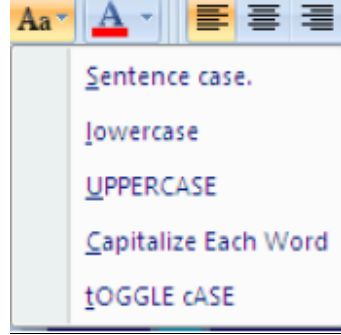 Aa A
Sentence case.
lowercase
UPPERCASE
Capitalize Each Word
tOGGLE cASE